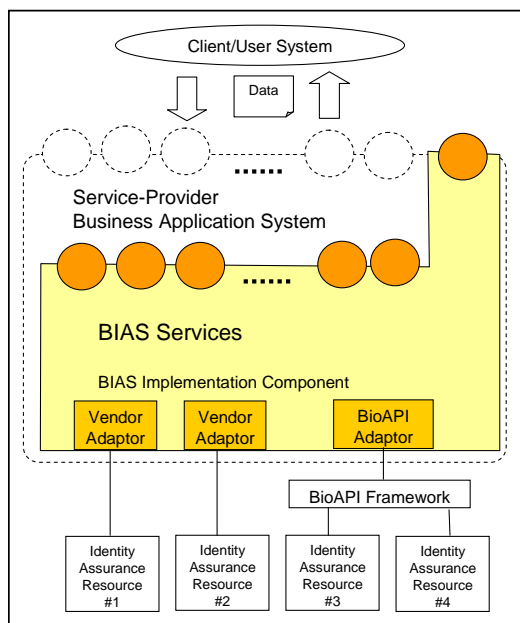 Client/User System
Data
Service-Provider
Business Application System
BIAS Services
BIAS Implementation Component
Vendor
Adaptor
Vendor
Adaptor
BioAPI
Adaptor
BioAPI Framework
Identity
Assurance
Resource
#1
Identity
Assurance
Resource
#2
Identity
Assurance
Resource
#3
Identity
Assurance
Resource
#4